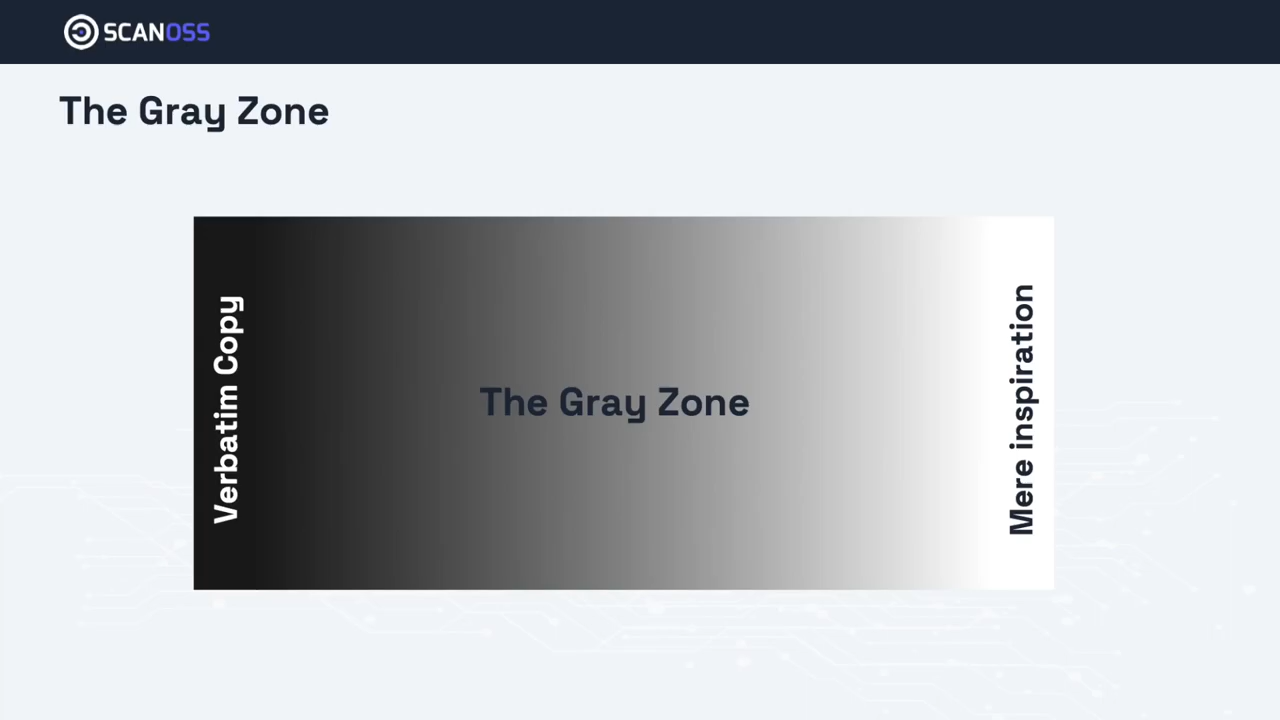 SCANOSS
The Gray Zone
Verbatim Copy
The Gray Zone
Mere inspiration